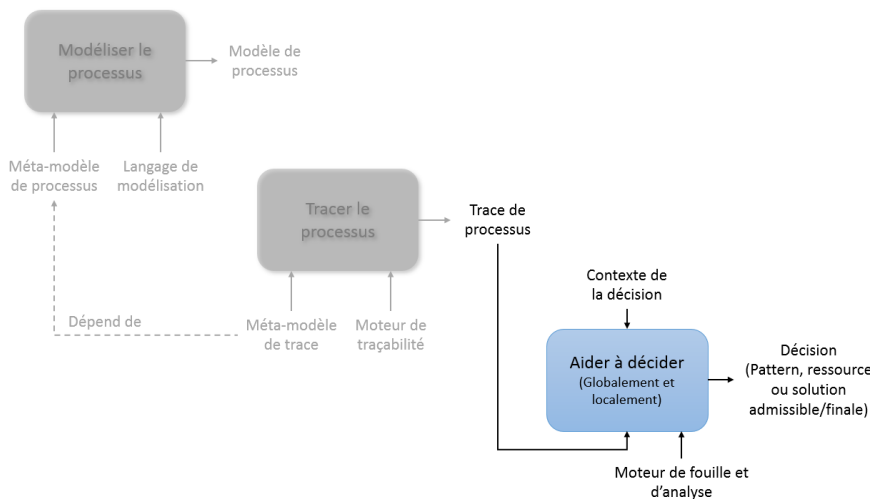 Modéliser le
processus
Modèle de
processus
Méta-modèle
de processus
Langage de
modélisation
Tracer le
processus
Trace de
processus
Dépend de
Méta-modèle
de trace
Moteur de
traçabilité
Contexte de
la décision
Aider à décider
(Globalement et
localement)
Décision
(Pattern, ressource
ou solution
admissible/finale)
Moteur de fouille et
d'analyse